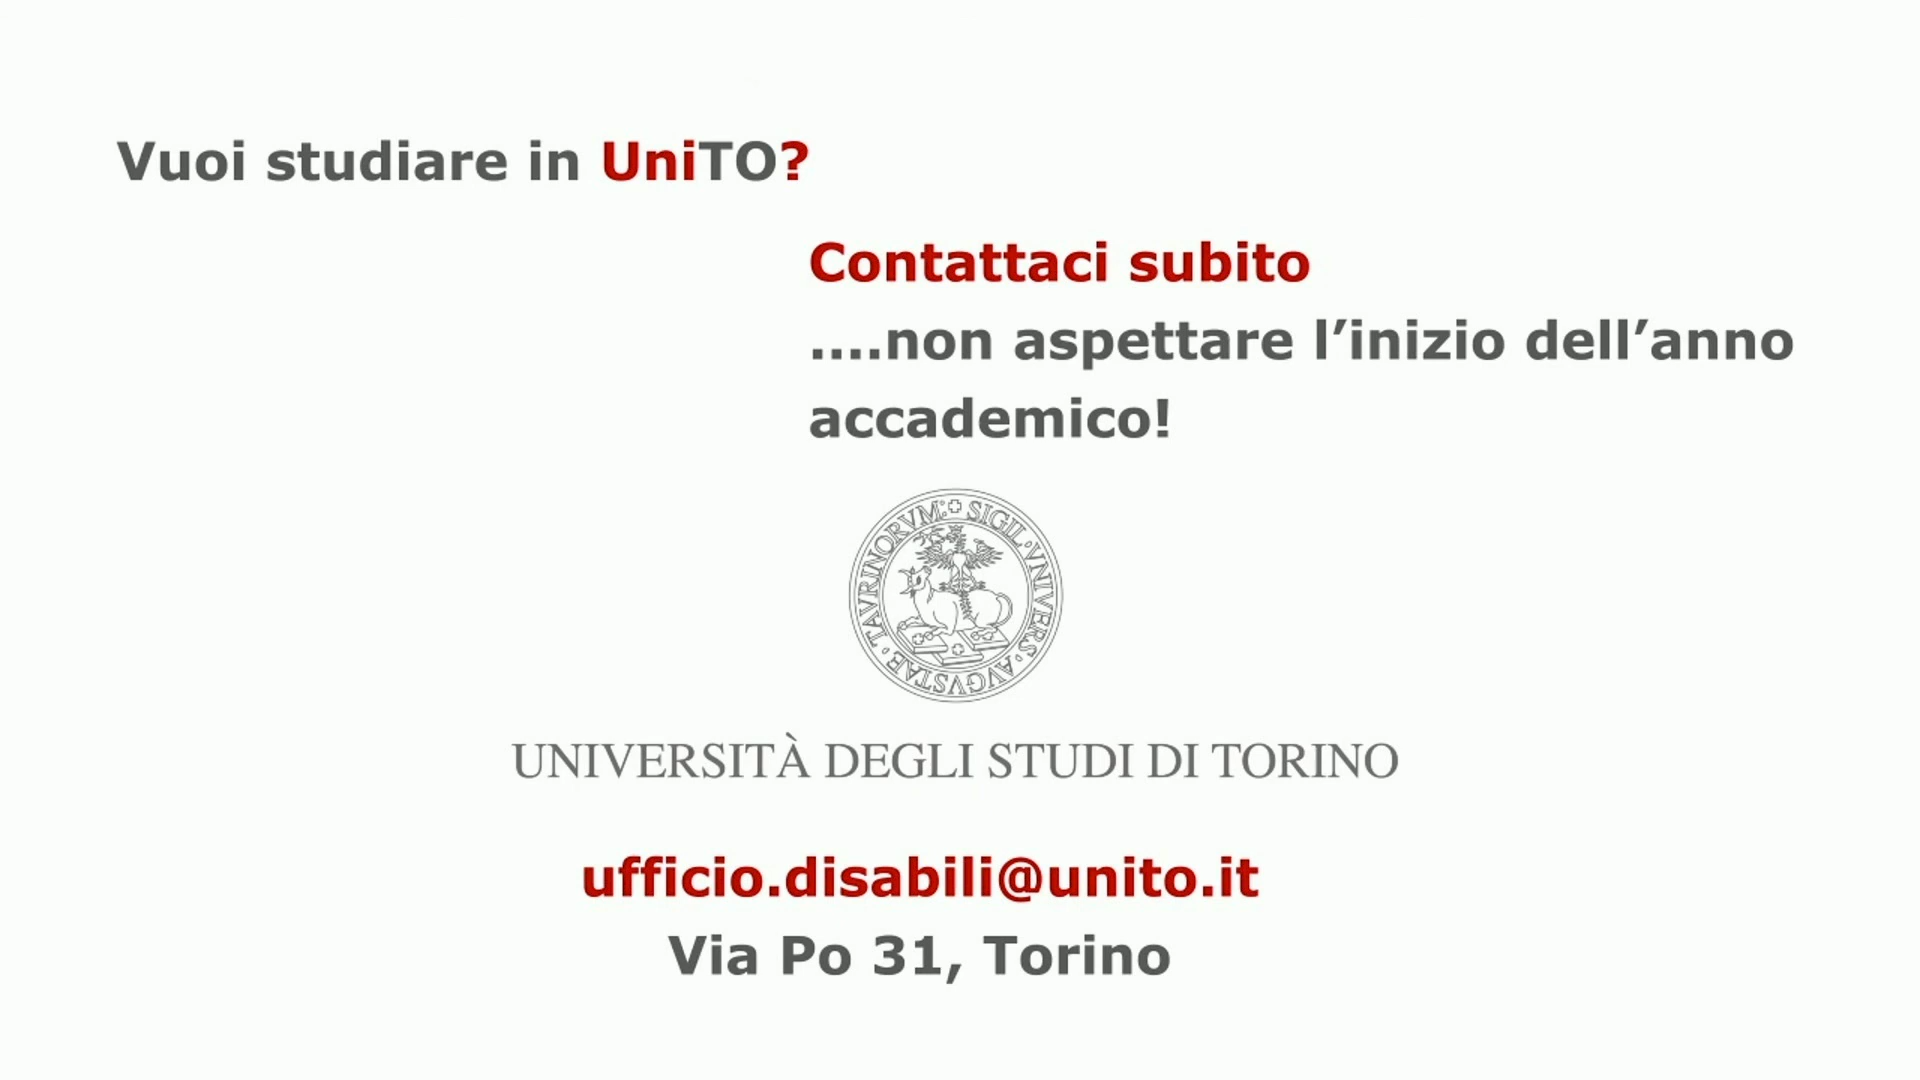 Vuoi studiare in UniTO?
Contattaci subito
....non aspettare l’inizio dell’anno
accademico!
SIGIL · VNIVERS · AVGVSTAE · TAVRINORVM:
UNIVERSITÀ DEGLI STUDI DI TORINO
ufficio.disabili@unito.it
Via Po 31, Torino